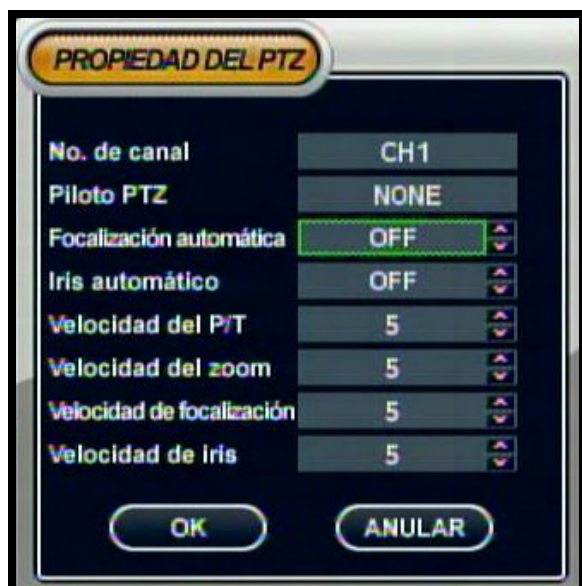 PROPIEDAD DEL PTZ
No. de canal CH1
Piloto PTZ NONE
Focalización automática OFF
Iris automático OFF
Velocidad del P/T 5
Velocidad del zoom 5
Velocidad de focalización 5
Velocidad de iris 5
OK ANULAR